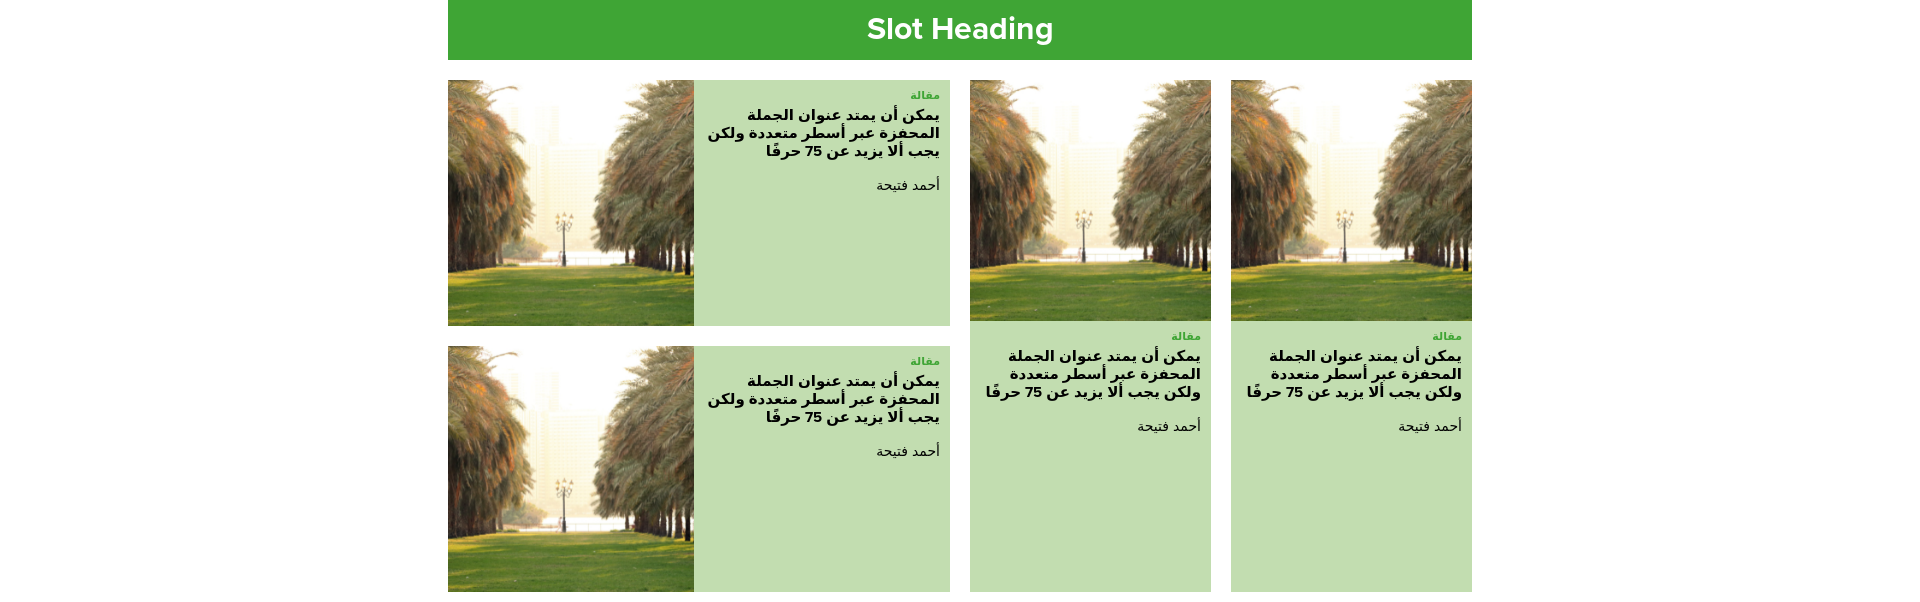 Slot Heading
مقالة
يمكن أن يمتد عنوان الجملة
المحفزة عبر أسطر متعددة
ولكن يجب ألا يزيد عن 75 حرفًا
أحمد فتيحة
مقالة
يمكن أن يمتد عنوان الجملة
المحفزة عبر أسطر متعددة
ولكن يجب ألا يزيد عن 75 حرفًا
أحمد فتيحة
مقالة
يمكن أن يمتد عنوان الجملة
المحفزة عبر أسطر متعددة ولكن
يجب ألا يزيد عن 75 حرفًا
أحمد فتيحة
مقالة
يمكن أن يمتد عنوان الجملة
المحفزة عبر أسطر متعددة ولكن
يجب ألا يزيد عن 75 حرفًا
أحمد فتيحة